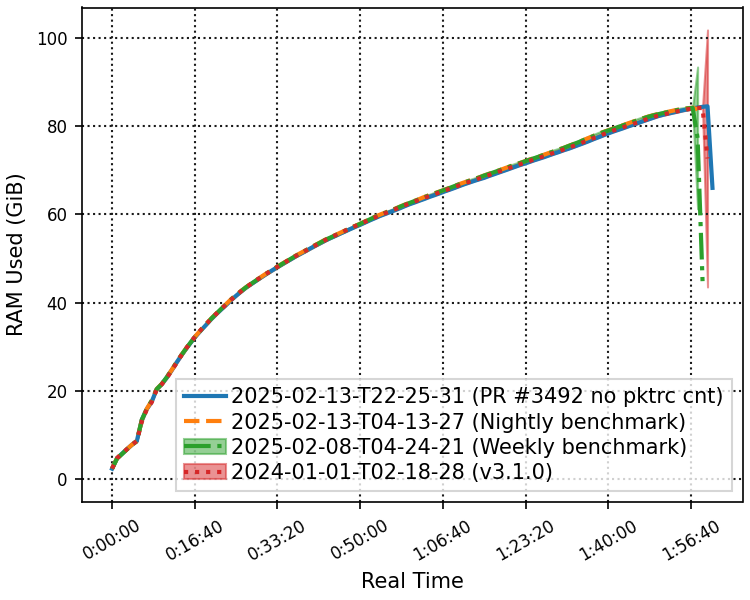 100
80
60
40
20
0
RAM Used (GiB)
2025-02-13-T22-25-31 (PR #3492 no pktrc cnt)
2025-02-13-T04-13-27 (Nightly benchmark)
2025-02-08-T04-24-21 (Weekly benchmark)
2024-01-01-T02-18-28 (v3.1.0)
0:00:00
0:16:40
0:33:20
0:50:00
1:06:40
1:23:20
1:40:00
1:56:40
Real Time